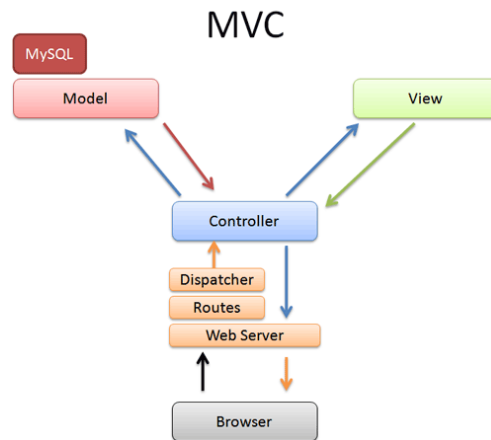 MVC
MySQL
Model
View
Controller
Dispatcher
Routes
Web Server
Browser